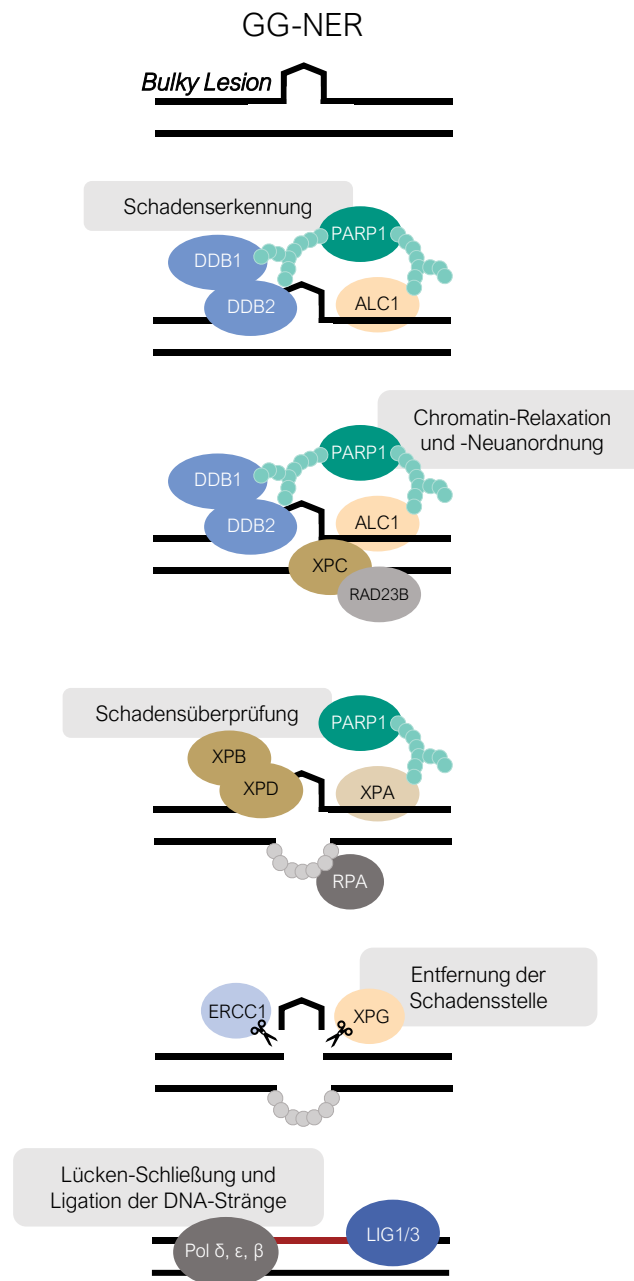 GG-NER
Bulky Lesion
Schadenserkennung
PARP1
DDB1
DDB2
ALC1
Chromatin-Relaxation
und -Neuanordnung
PARP1
DDB1
DDB2
ALC1
XPC
RAD23B
Schadensüberprüfung
PARP1
XPB
XPD
XPA
RPA
Entfernung der
Schadensstelle
ERCC1
XPG
Lücken-Schließung und
Ligation der DNA-Stränge
LIG1/3
Pol δ, ε, β